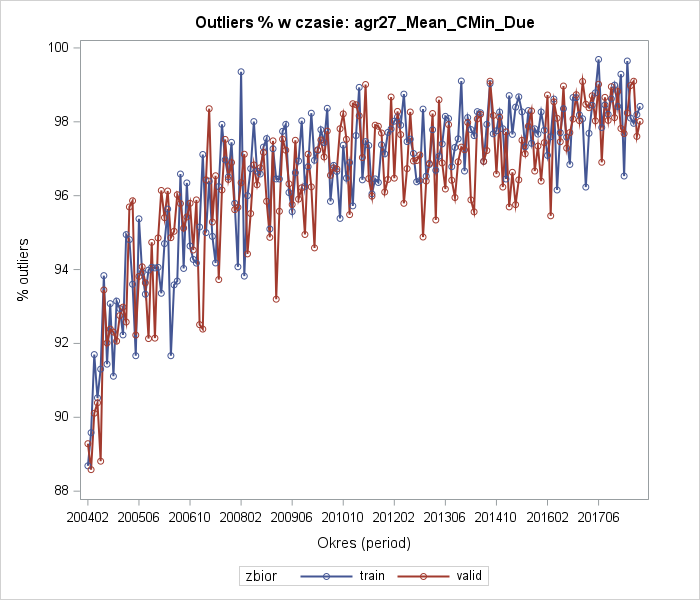 Outliers % w czasie: agr27_Mean_CMin_Due
100
98
96
94
92
90
88
% outliers
200402 200506 200610 200802 200906 201010 201202 201306 201410 201602 201706
Okres (period)
zbior train valid